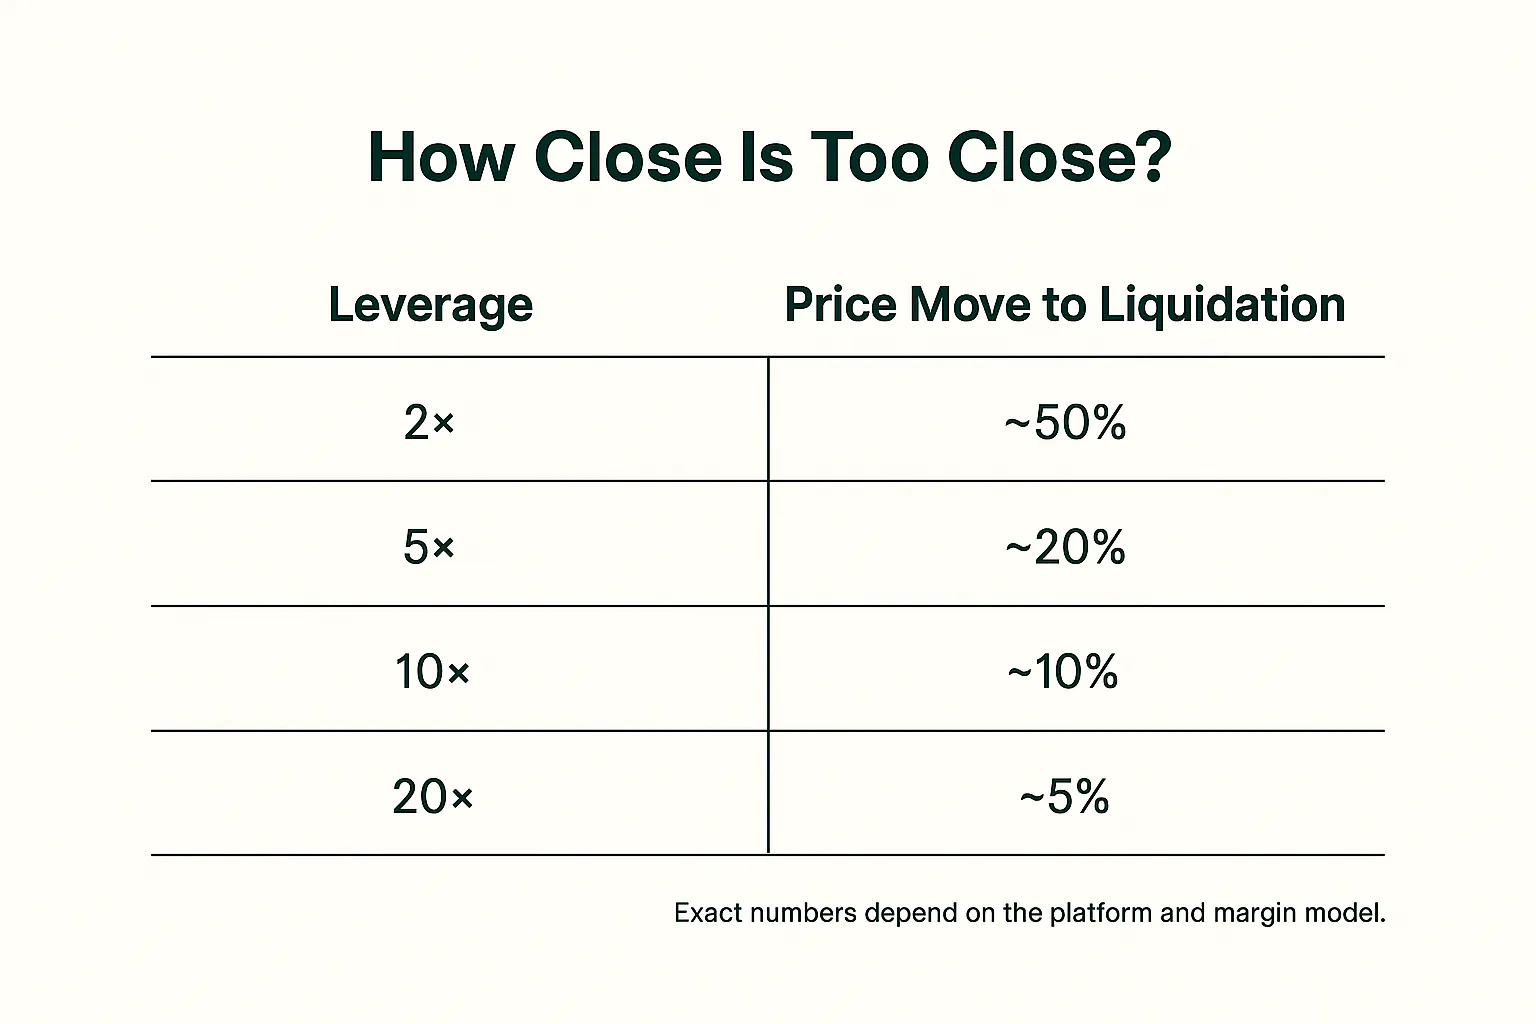 How Close Is Too Close?
Leverage Price Move to Liquidation
2× ~50%
5× ~20%
10× ~10%
20× ~5%
Exact numbers depend on the platform and margin model.